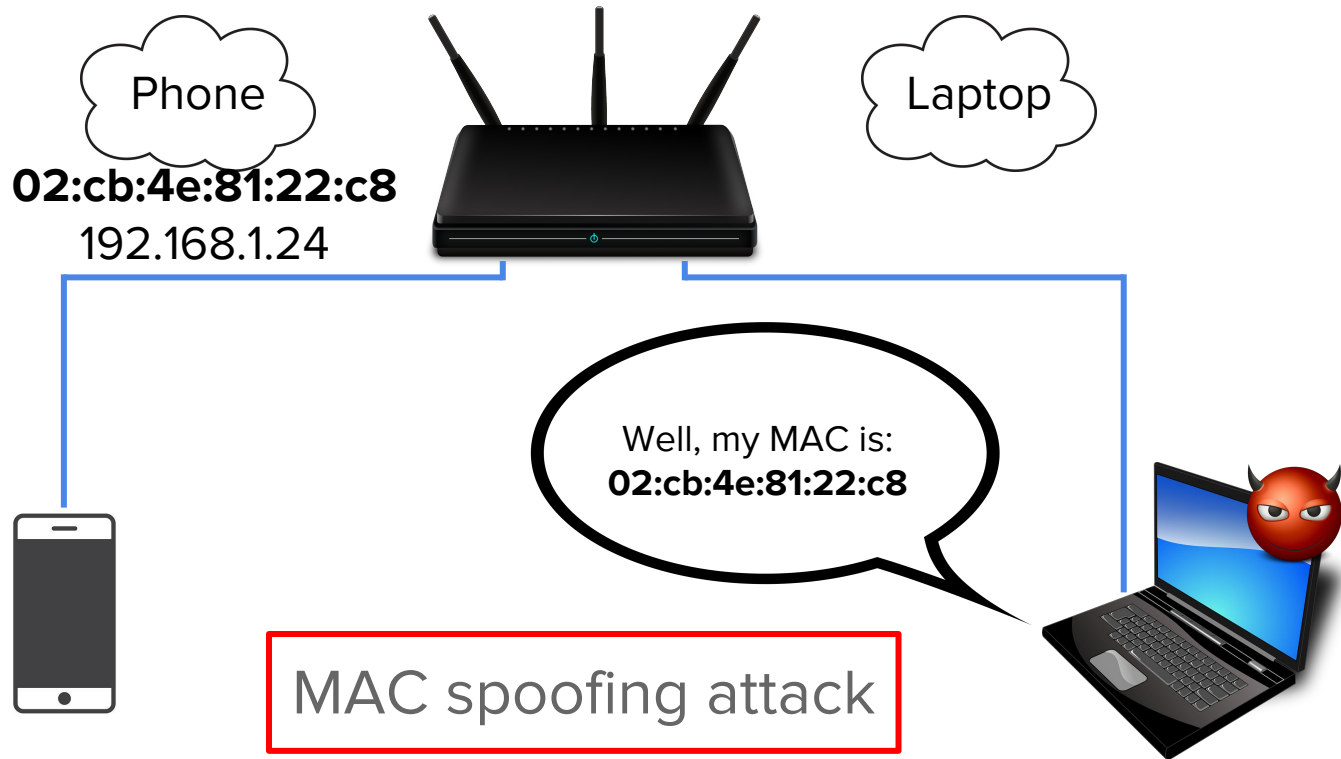 Phone
Laptop
02:cb:4e:81:22:c8
192.168.1.24
Well, my MAC is:
02:cb:4e:81:22:c8
MAC spoofing attack